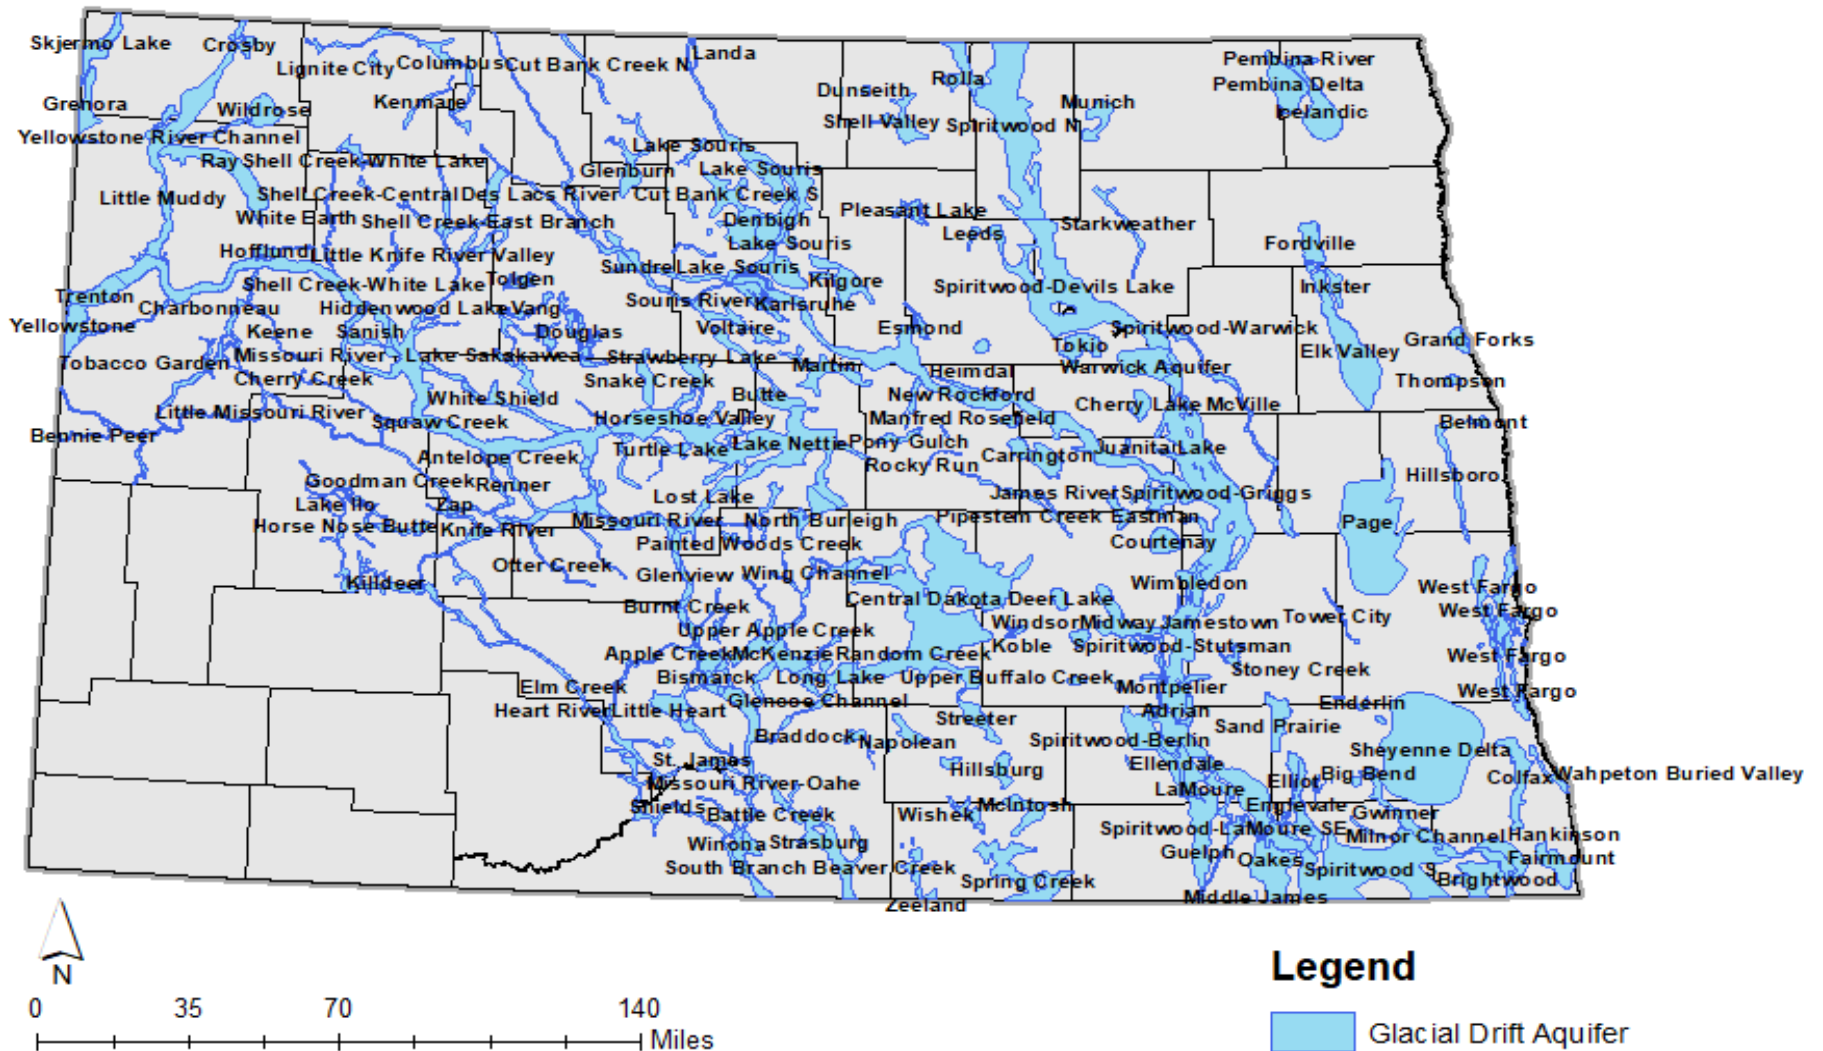 Skjermo Lake
Crosby
Lignite City
Columbus
Cut Bank Creek N
Landa
Pembina River
Rolla
Pembina Delta
Dunseith
Grenora
Wildrose
Kenmare
Munich
Icelandic
Shell Valley
Spiritwood N
Yellowstone River Channel
Lake Souris
Ray
Shell Creek-White Lake
Glenburn
Lake Souris
Little Muddy
Shell Creek-Central
Des Lacs River
Cut Bank Creek S
White Earth
Shell Creek-East Branch
Denbigh
Pleasant Lake
Leeds
Starkweather
Fordville
Hofflund
Little Knife River Valley
Lake Souris
Sundre
Lake Souris
Kilgore
Tolgen
Shell Creek-White Lake
Spiritwood-Devils Lake
Inkster
Trenton
Charbonneau
Hiddenwood Lake
Vang
Souris River
Karlsruhe
Yellowstone
Keene
Sanish
Douglas
Voltaire
Esmond
Spiritwood-Warwick
Grand Forks
Tobacco Garden
Missouri River - Lake Sakakawea
Strawberry Lake
Martin
Tokio
Elk Valley
Heimdal
Warwick Aquifer
Cherry Creek
Snake Creek
Thompson
White Shield
Butte
New Rockford
Cherry Lake
McVille
Little Missouri River
Squaw Creek
Horseshoe Valley
Manfred
Rosefield
Belmont
Bennie Peer
Turtle Lake
Lake Nettie
Pony Gulch
Juanita Lake
Antelope Creek
Rocky Run
Carrington
Hillsboro
Goodman Creek
Renner
Lake Ilo
Zap
Lost Lake
James River
Spiritwood-Griggs
Horse Nose Butte
Knife River
Missouri River
North Burleigh
Pipestem Creek
Eastman
Page
Painted Woods Creek
Courtenay
Otter Creek
Glenview
Wing Channel
Killdeer
Wimbledon
West Fargo
Burnt Creek
Central Dakota
Deer Lake
West Fargo
Upper Apple Creek
Windsor
Midway
Jamestown
Tower City
Apple Creek
McKenzie
Random Creek
Koble
Spiritwood-Stutsman
West Fargo
Bismarck
Long Lake
Upper Buffalo Creek
Stoney Creek
Elm Creek
Montpelier
West Fargo
Heart River
Little Heart
Glencoe Channel
Adrian
Enderlin
Streeter
Sand Prairie
Braddock
Napolean
Spiritwood-Berlin
Sheyenne Delta
St. James
Hillsburg
Ellendale
Elliot
Big Bend
Colfax
Wahpeton Buried Valley
Missouri River-Oahe
LaMoure
Shields
Battle Creek
Wishek
McIntosh
Englevale
Gwinner
Spiritwood-LaMoure SE
Milnor Channel
Hankinson
Winona
Strasburg
Guelph
Oakes
Fairmount
South Branch Beaver Creek
Spring Creek
Spiritwood S
Brightwood
Zeeland
Middle James
N
0 35 70 140
Miles
Legend
Glacial Drift Aquifer